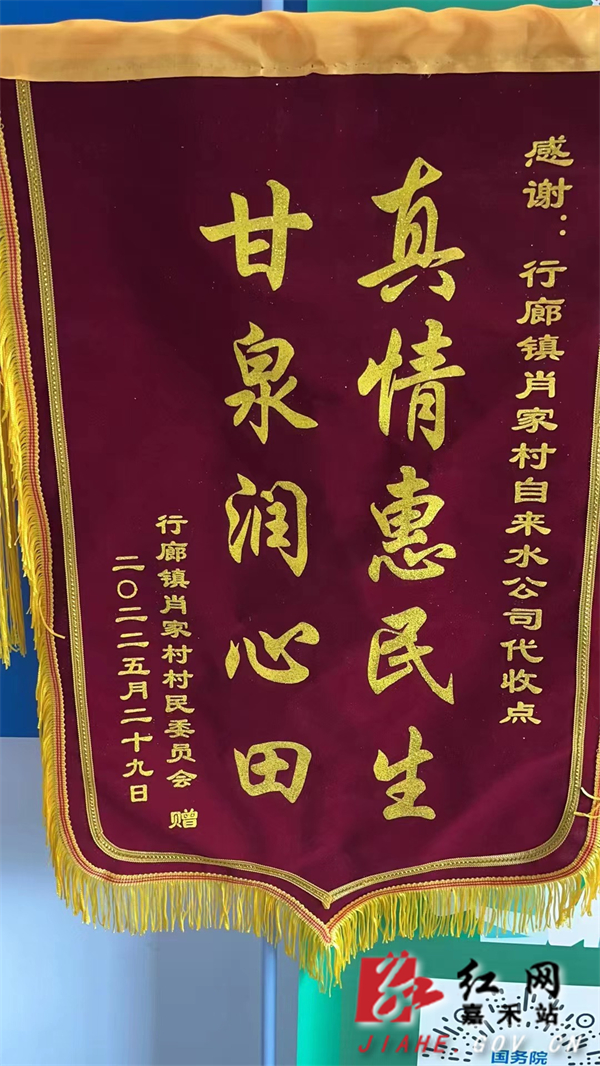 感谢：行廊镇肖家村自来水公司代收点
真情惠民生
甘泉润心田
行廊镇肖家村村民委员会 赠
二〇二二五月二十九日
红网
嘉禾站
JIAHE.GOV.CN
国务院